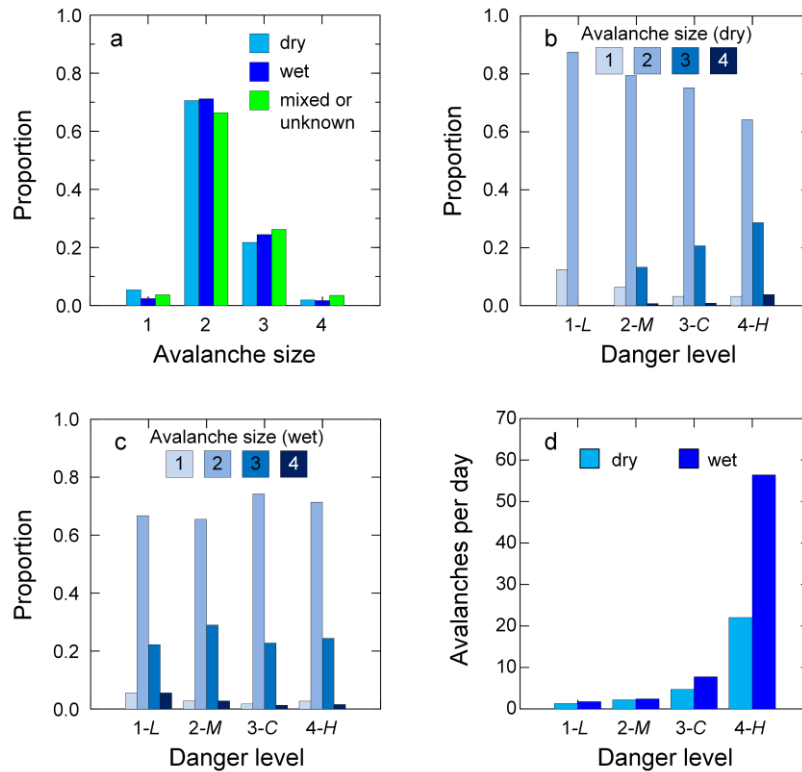 a
dry
wet
mixed or
unknown
1.0
0.8
0.6
0.4
0.2
0.0
Proportion
1 2 3 4
Avalanche size
b
Avalanche size (dry)
1 2 3 4
1.0
0.8
0.6
0.4
0.2
0.0
Proportion
1-L 2-M 3-C 4-H
Danger level
c
Avalanche size (wet)
1 2 3 4
1.0
0.8
0.6
0.4
0.2
0.0
Proportion
1-L 2-M 3-C 4-H
Danger level
d
dry wet
70
60
50
40
30
20
10
0
Avalanches per day
1-L 2-M 3-C 4-H
Danger level